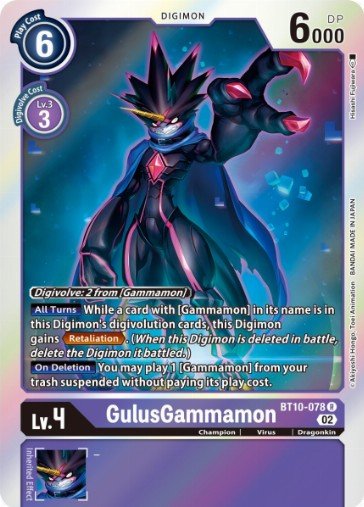 Play Cost
6
DIGIMON
6000
DP
Digivolve Cost
Lv.3
3
Hisashi Fujiwara
©Akiyoshi Hongo, Toei Animation BANDAI MADE IN JAPAN
Digivolve: 2 from [Gammamon]
All Turns While a card with [Gammamon] in its name is in
this Digimon's digivolution cards, this Digimon
gains Retaliation. (When this Digimon is deleted in battle,
delete the Digimon it battled.)
On Deletion You may play 1 [Gammamon] from your
trash suspended without paying its play cost.
Lv.4
GulusGammamon
BT10-078 R
02
Champion | Virus | Dragonkin
Inherited Effect
-